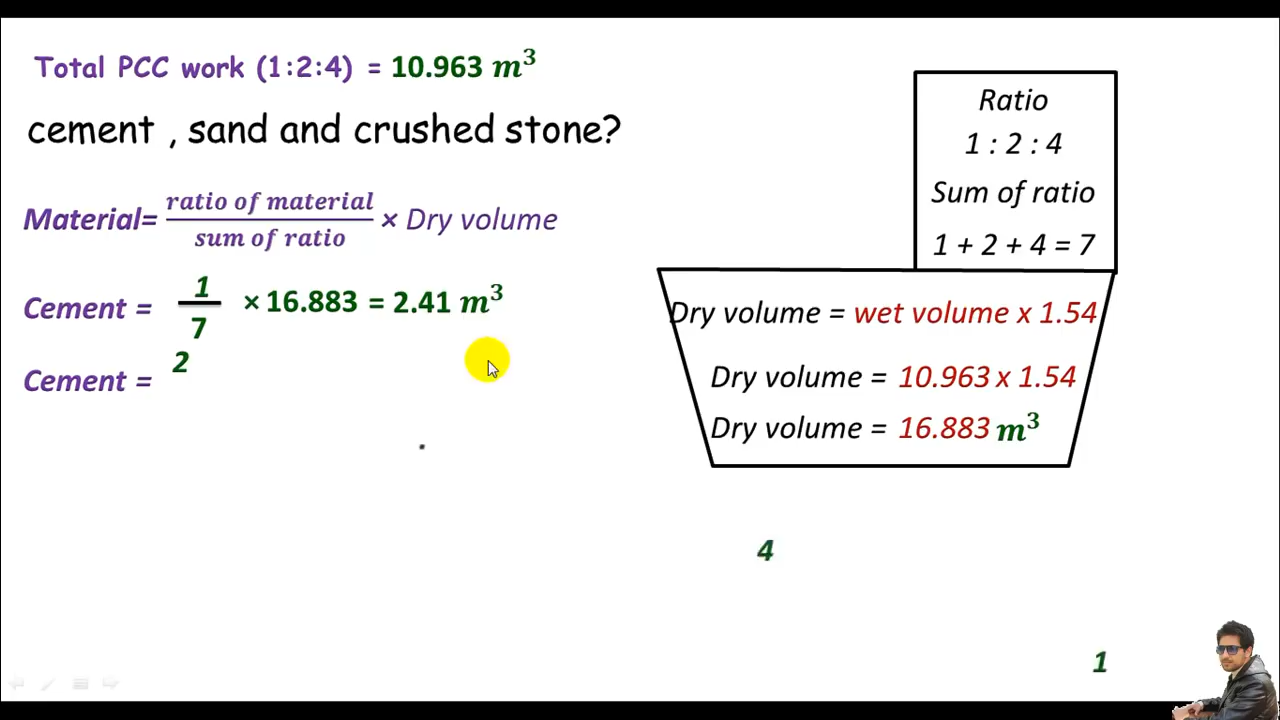 Total PCC work (1:2:4) = 10.963 m³
cement , sand and crushed stone?
Material= ratio of material / sum of ratio × Dry volume
Cement = 1 / 7 × 16.883 = 2.41 m³
2
Cement =
Ratio
1 : 2 : 4
Sum of ratio
1 + 2 + 4 = 7
Dry volume = wet volume x 1.54
Dry volume = 10.963 x 1.54
Dry volume = 16.883 m³
4
1